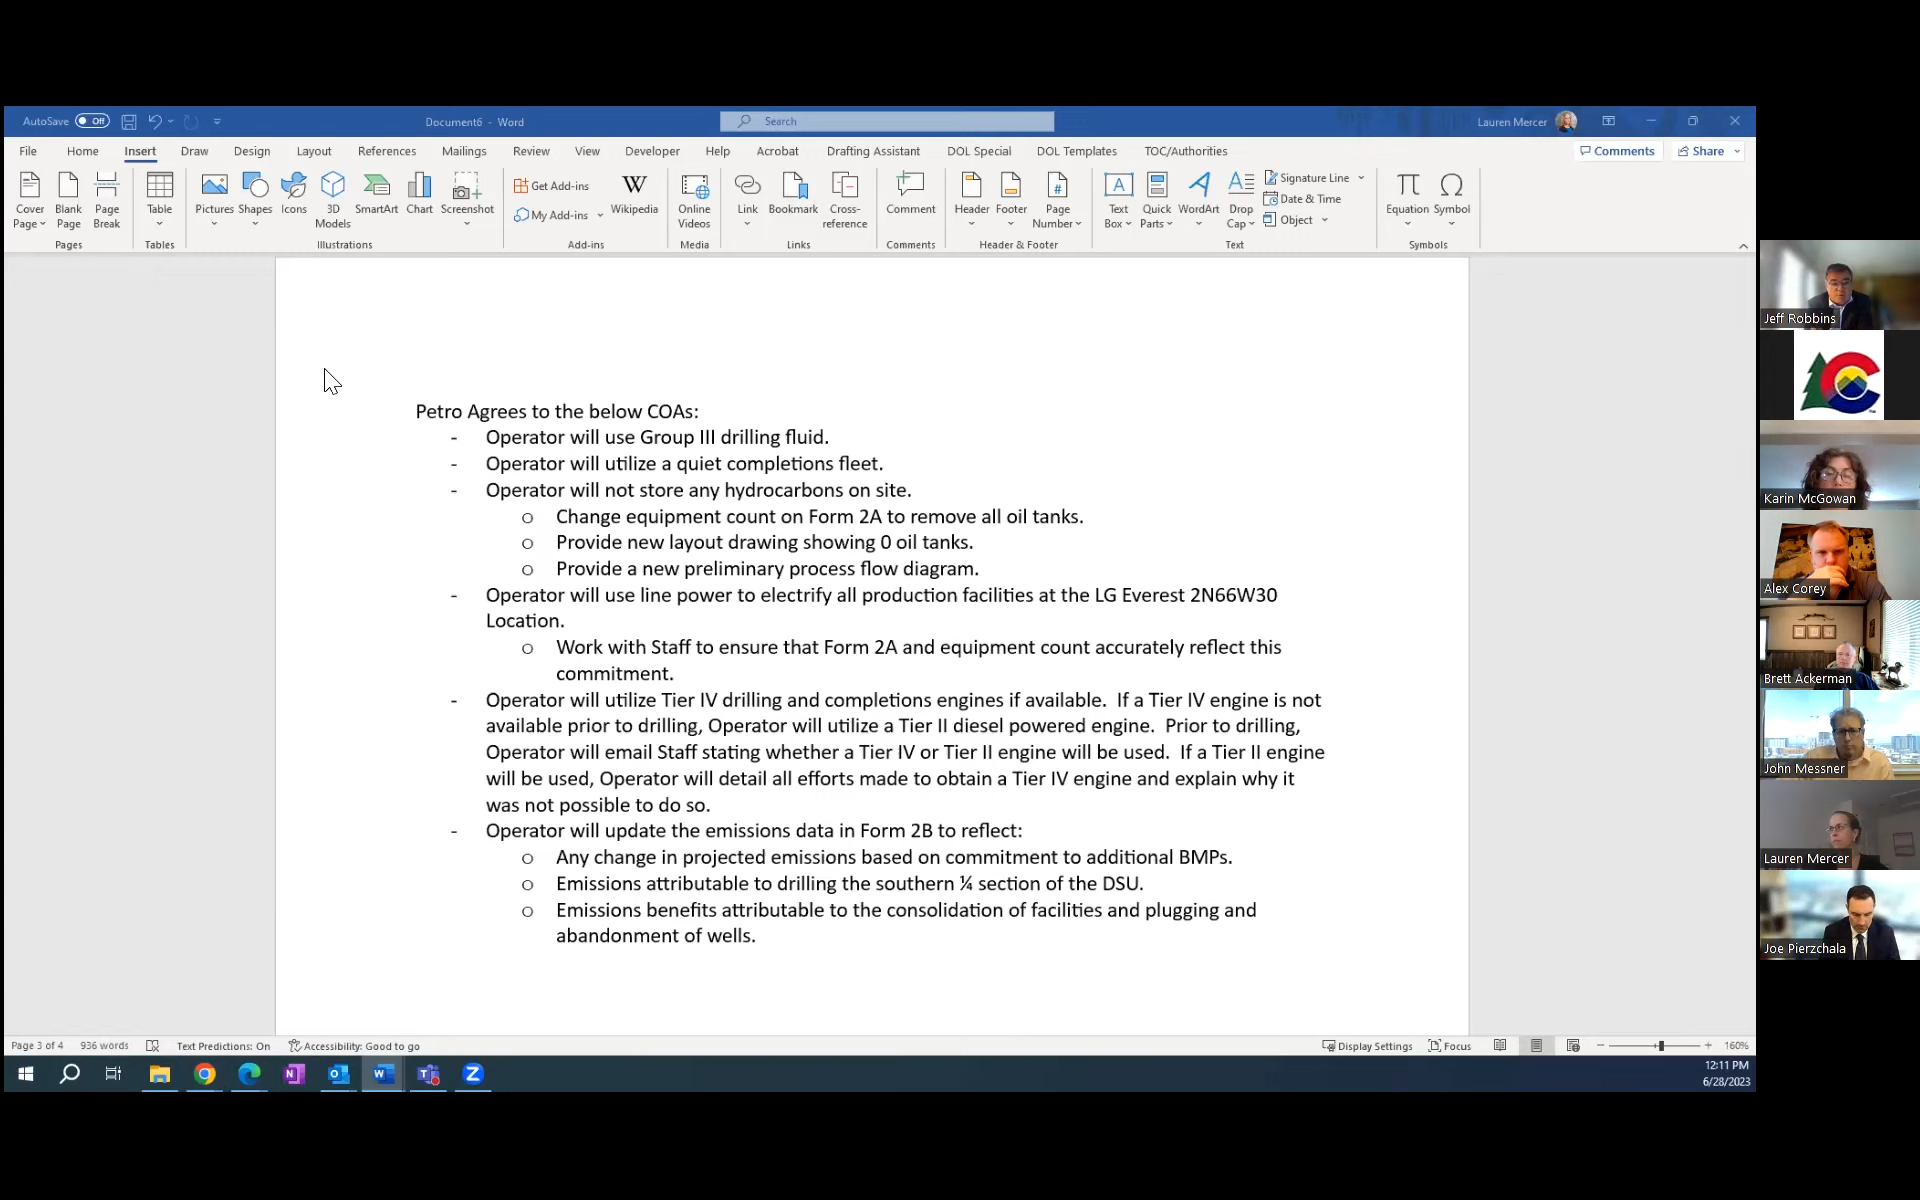 AutoSave Off Document6 - Word Search Lauren Mercer
File Home Insert Draw Design Layout References Mailings Review View Developer Help Acrobat Drafting Assistant DOL Special DOL Templates TOC/Authorities Comments Share
Cover Page Blank Page Page Break Table Pictures Shapes Icons 3D Models SmartArt Chart Screenshot Get Add-ins My Add-ins Wikipedia Online Videos Link Bookmark Cross-reference Comment Header Footer Page Number Text Box Quick Parts WordArt Drop Cap Signature Line Date & Time Object Equation Symbol
Pages Tables Illustrations Add-ins Media Links Comments Header & Footer Text Symbols
Petro Agrees to the below COAs:
- Operator will use Group III drilling fluid.
- Operator will utilize a quiet completions fleet.
- Operator will not store any hydrocarbons on site.
o Change equipment count on Form 2A to remove all oil tanks.
o Provide new layout drawing showing 0 oil tanks.
o Provide a new preliminary process flow diagram.
- Operator will use line power to electrify all production facilities at the LG Everest 2N66W30
Location.
o Work with Staff to ensure that Form 2A and equipment count accurately reflect this
commitment.
- Operator will utilize Tier IV drilling and completions engines if available. If a Tier IV engine is not
available prior to drilling, Operator will utilize a Tier II diesel powered engine. Prior to drilling,
Operator will email Staff stating whether a Tier IV or Tier II engine will be used. If a Tier II engine
will be used, Operator will detail all efforts made to obtain a Tier IV engine and explain why it
was not possible to do so.
- Operator will update the emissions data in Form 2B to reflect:
o Any change in projected emissions based on commitment to additional BMPs.
o Emissions attributable to drilling the southern ¼ section of the DSU.
o Emissions benefits attributable to the consolidation of facilities and plugging and
abandonment of wells.
Page 3 of 4 936 words Text Predictions: On Accessibility: Good to go Display Settings Focus 160%
12:11 PM
6/28/2023
Jeff Robbins
Karin McGowan
Alex Corey
Brett Ackerman
John Messner
Lauren Mercer
Joe Pierzchala